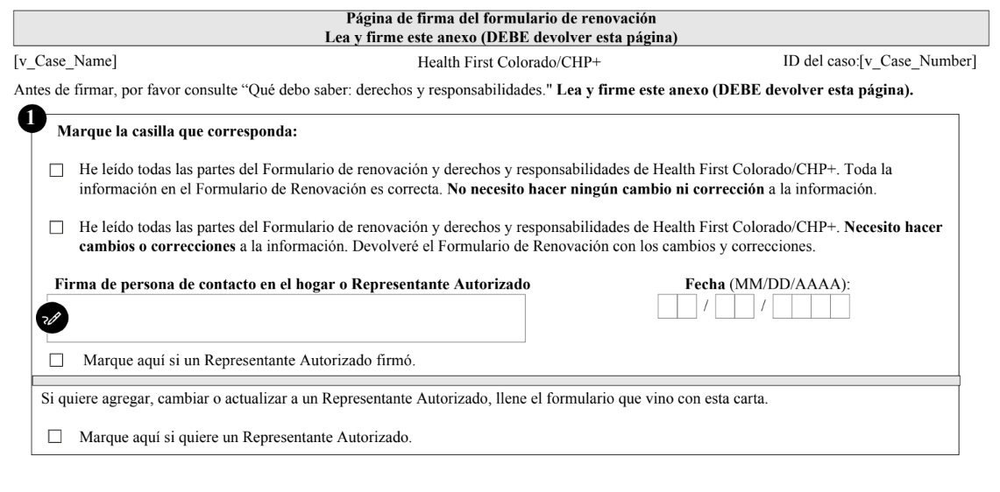 Página de firma del formulario de renovación
Lea y firme este anexo (DEBE devolver esta página)
[v_Case_Name] Health First Colorado/CHP+ ID del caso:[v_Case_Number]
Antes de firmar, por favor consulte “Qué debo saber: derechos y responsabilidades." Lea y firme este anexo (DEBE devolver esta página).
1
Marque la casilla que corresponda:
He leído todas las partes del Formulario de renovación y derechos y responsabilidades de Health First Colorado/CHP+. Toda la
información en el Formulario de Renovación es correcta. No necesito hacer ningún cambio ni corrección a la información.
He leído todas las partes del Formulario de renovación y derechos y responsabilidades de Health First Colorado/CHP+. Necesito hacer
cambios o correcciones a la información. Devolveré el Formulario de Renovación con los cambios y correcciones.
Firma de persona de contacto en el hogar o Representante Autorizado Fecha (MM/DD/AAAA):
/ /
Marque aquí si un Representante Autorizado firmó.
Si quiere agregar, cambiar o actualizar a un Representante Autorizado, llene el formulario que vino con esta carta.
Marque aquí si quiere un Representante Autorizado.